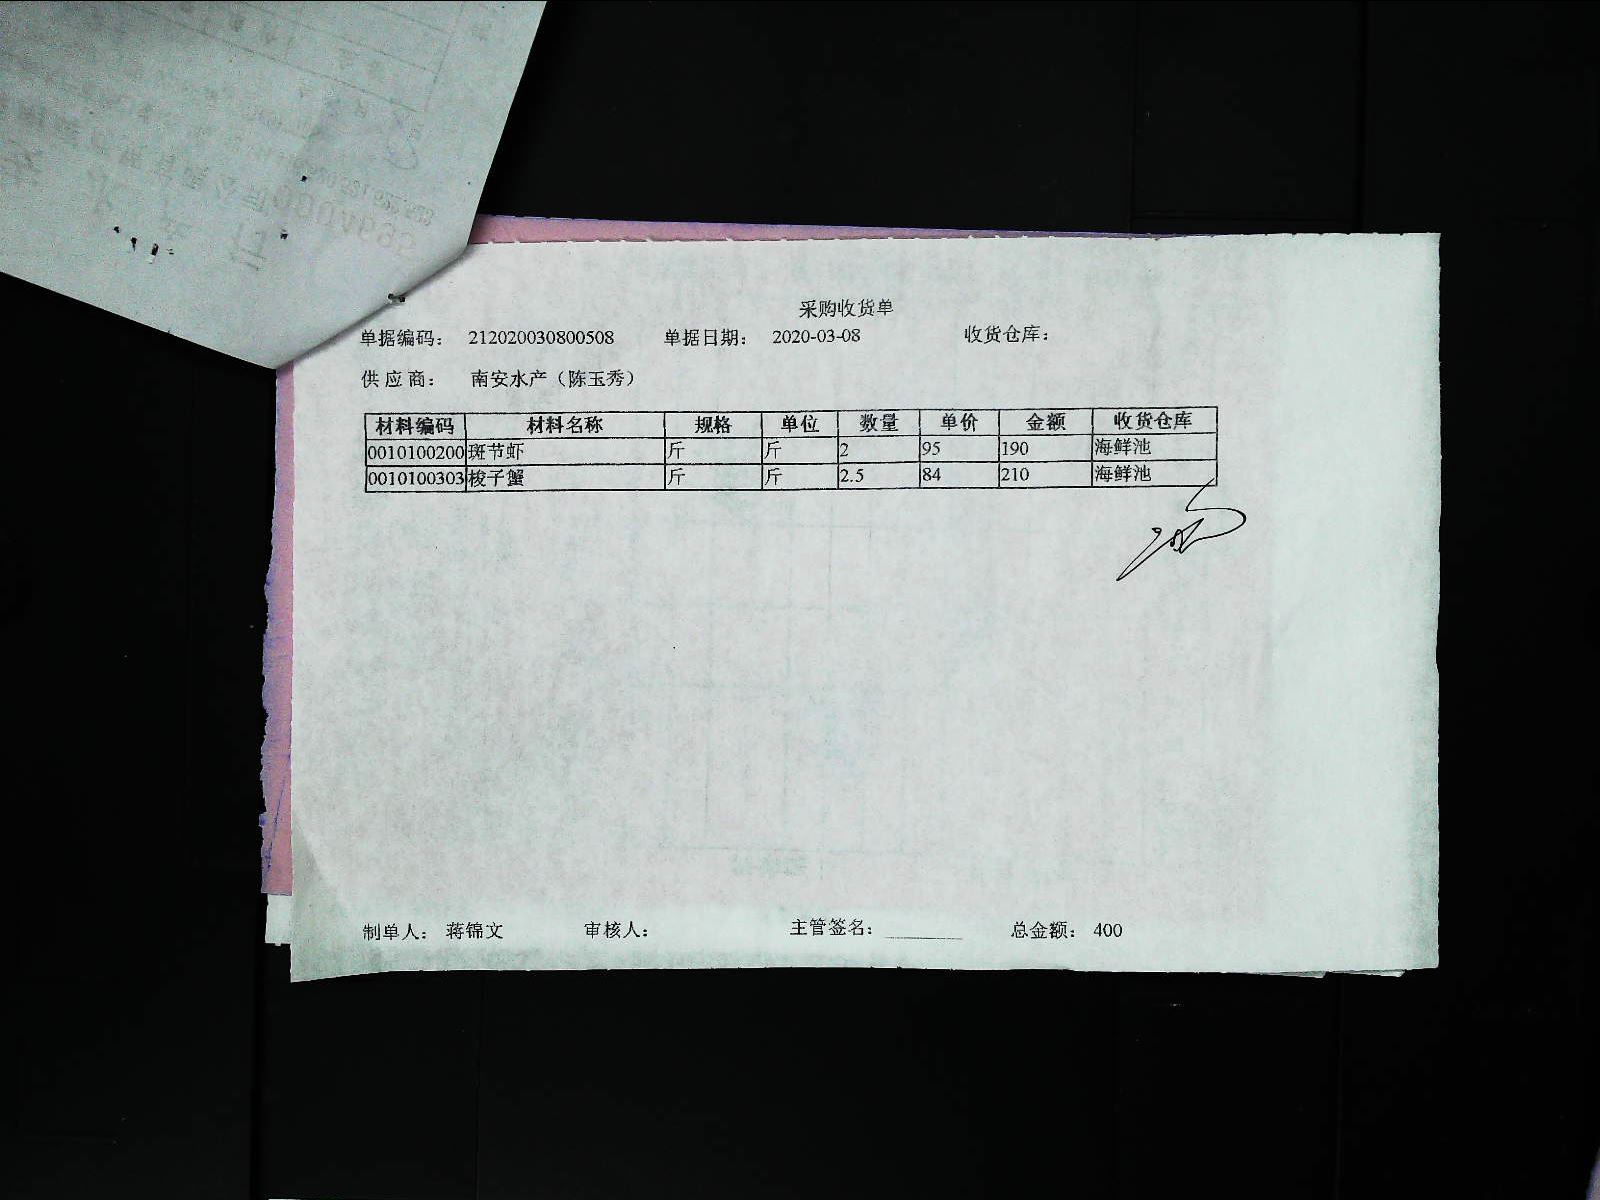 采购收货单
单据编码： 212020030800508 单据日期： 2020-03-08 收货仓库：
供应商： 南安水产（陈玉秀）
材料编码 材料名称 规格 单位 数量 单价 金额 收货仓库
0010100200 斑节虾 斤 斤 2 95 190 海鲜池
0010100303 梭子蟹 斤 斤 2.5 84 210 海鲜池
制单人： 蒋锦文 审核人： 主管签名： 总金额： 400